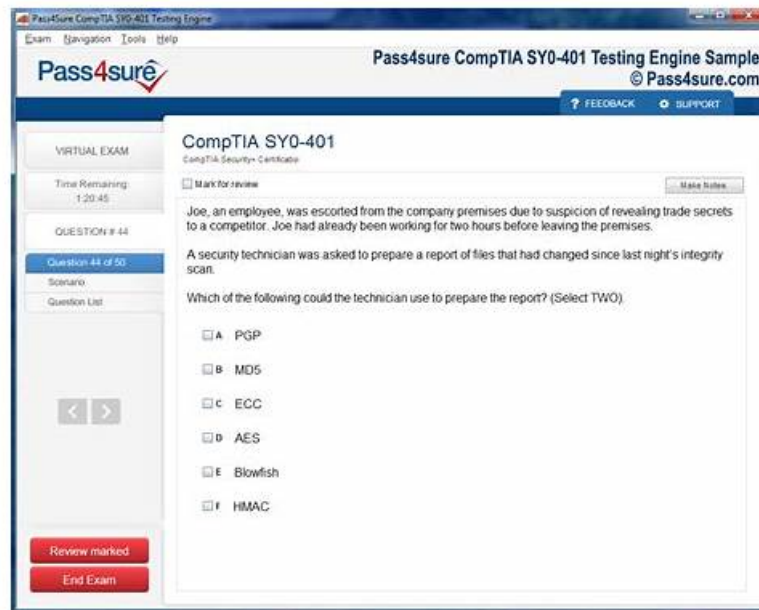 Pass4Sure CompTIA SY0-401 Testing Engine
Exam Navigation Tools Help
Pass4surê
Pass4sure CompTIA SY0-401 Testing Engine Sample
© Pass4sure.com
? FEEDBACK SUPPORT
VIRTUAL EXAM
Time Remaining:
1:20:45
QUESTION # 44
Question 44 of 50
Scenario
Question List
CompTIA SY0-401
CompTIA Security+ Certificatio
Mark for review
Make Notes
Joe, an employee, was escorted from the company premises due to suspicion of revealing trade secrets
to a competitor. Joe had already been working for two hours before leaving the premises.
A security technician was asked to prepare a report of files that had changed since last night's integrity
scan.
Which of the following could the technician use to prepare the report? (Select TWO).
A PGP
B MD5
C ECC
D AES
E Blowfish
F HMAC
< >
Review marked
End Exam